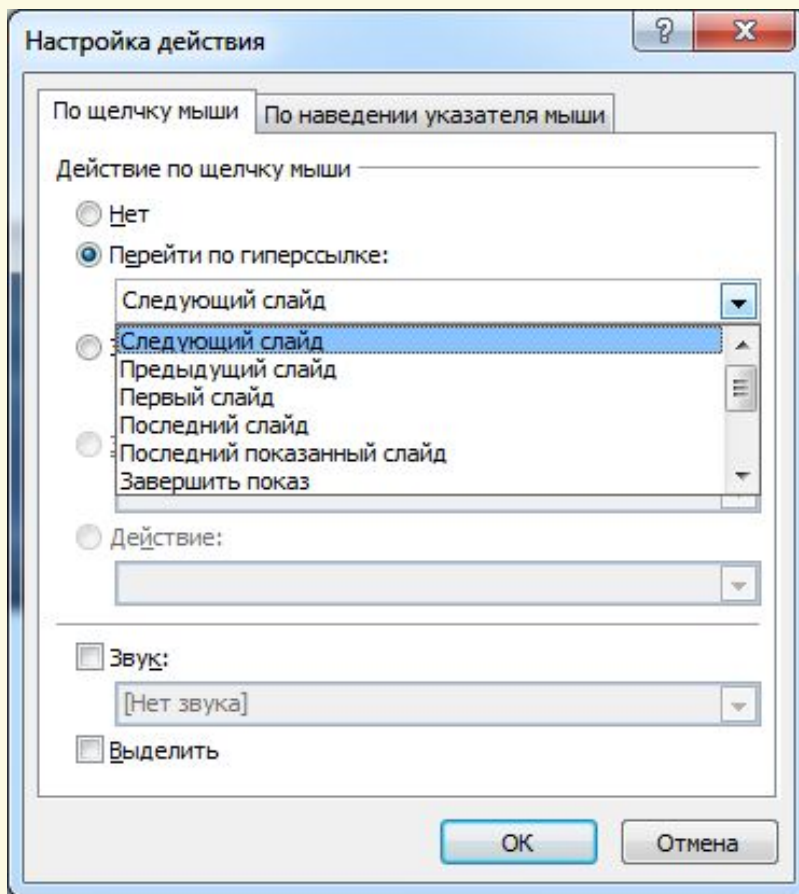 Настройка действия
По щелчку мыши
По наведении указателя мыши
Действие по щелчку мыши
Нет
Перейти по гиперссылке:
Следующий слайд
Следующий слайд
Предыдущий слайд
Первый слайд
Последний слайд
Последний показанный слайд
Завершить показ
Действие:
Звук:
[Нет звука]
Выделить
ОК
Отмена